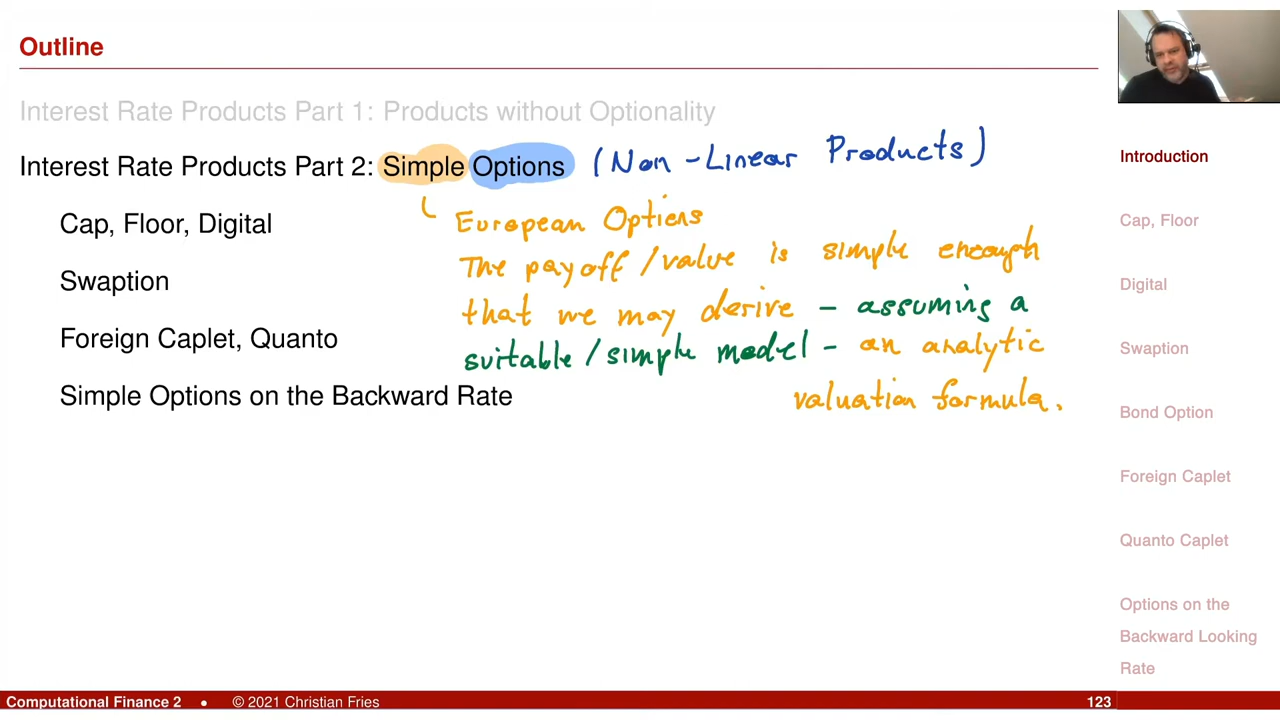 Outline
Interest Rate Products Part 1: Products without Optionality
Interest Rate Products Part 2: Simple Options (Non-Linear Products)
Cap, Floor, Digital
European Options
The payoff/value is simple enough
Swaption
that we may derive – assuming a
Foreign Caplet, Quanto
suitable/simple model – an analytic
Simple Options on the Backward Rate
valuation formula.
Introduction
Cap, Floor
Digital
Swaption
Bond Option
Foreign Caplet
Quanto Caplet
Options on the
Backward Looking
Rate
Computational Finance 2 • © 2021 Christian Fries 123